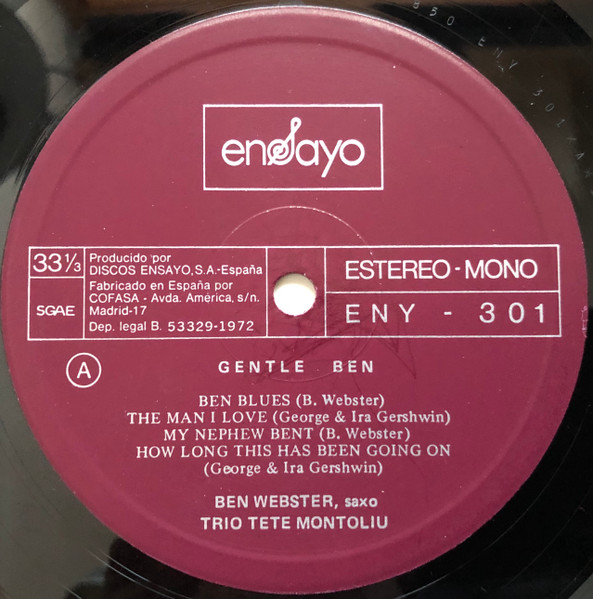 ensayo
33⅓
SGAE
Producido por
DISCOS ENSAYO, S.A.-España
Fabricado en España por
COFASA - Avda. América, s/n.
Madrid-17
Dep. legal B. 53329-1972
ESTEREO - MONO
ENY - 301
A
GENTLE BEN
BEN BLUES (B. Webster)
THE MAN I LOVE (George & Ira Gershwin)
MY NEPHEW BENT (B. Webster)
HOW LONG THIS HAS BEEN GOING ON
(George & Ira Gershwin)
BEN WEBSTER, saxo
TRIO TETE MONTOLIU